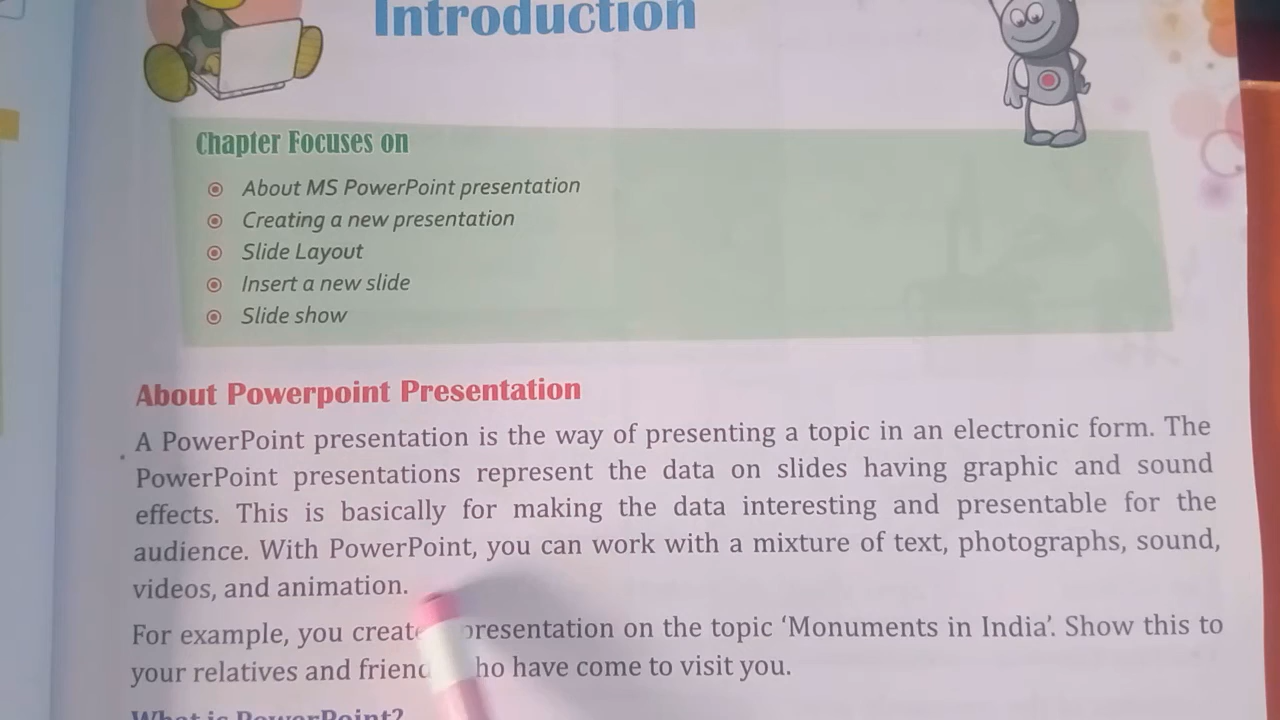 Introduction
Chapter Focuses on
About MS PowerPoint presentation
Creating a new presentation
Slide Layout
Insert a new slide
Slide show
About Powerpoint Presentation
A PowerPoint presentation is the way of presenting a topic in an electronic form. The
PowerPoint presentations represent the data on slides having graphic and sound
effects. This is basically for making the data interesting and presentable for the
audience. With PowerPoint, you can work with a mixture of text, photographs, sound,
videos, and animation.
For example, you create presentation on the topic ‘Monuments in India’. Show this to
your relatives and have come to visit you.
What is PowerPoint?